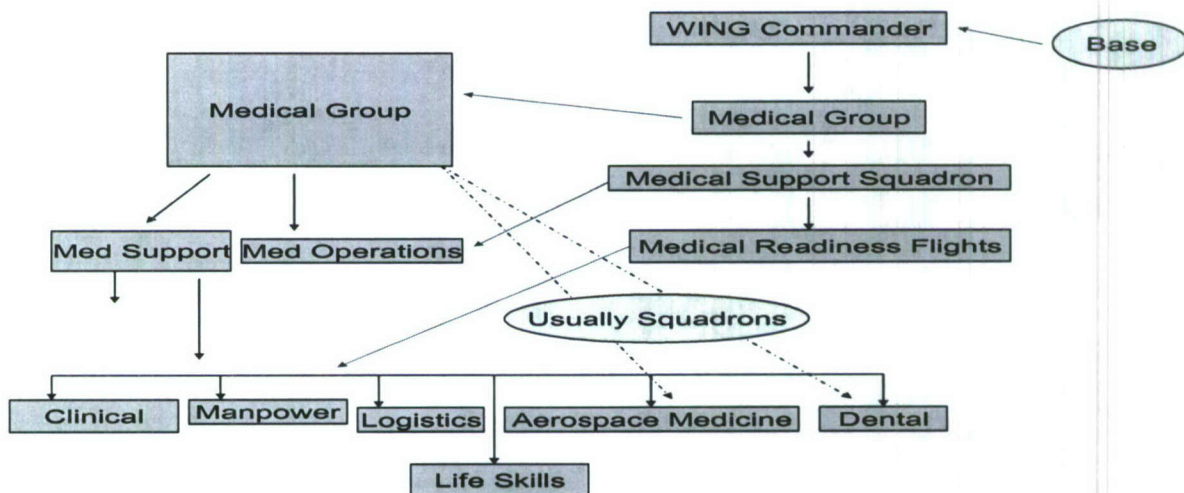 WING Commander
Base
Medical Group
Medical Group
Medical Support Squadron
Med Support
Med Operations
Medical Readiness Flights
Usually Squadrons
Clinical
Manpower
Logistics
Aerospace Medicine
Dental
Life Skills